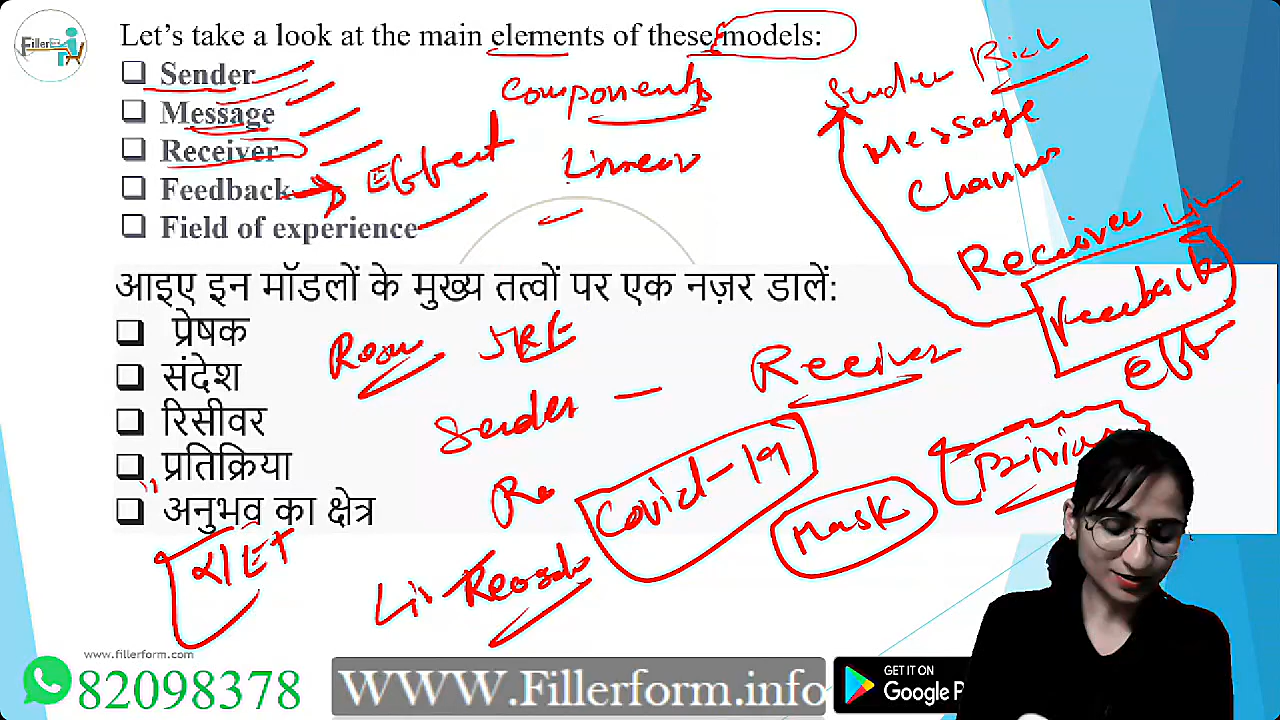 Filler
Let's take a look at the main elements of these models:
❑ Sender
❑ Message
❑ Receiver
❑ Feedback
❑ Field of experience
Components
Linear
Effect
Sender
Message
Receiver
Feedback
आइए इन मॉडलों के मुख्य तत्वों पर एक नज़र डालें:
❑ प्रेषक
❑ संदेश
❑ रिसीवर
❑ प्रतिक्रिया
❑ अनुभव का क्षेत्र
JRF
Sender — Receiver
Covid-19
Mask
www.fillerform.com
82098378
WWW.Fillerform.info
GET IT ON
Google P